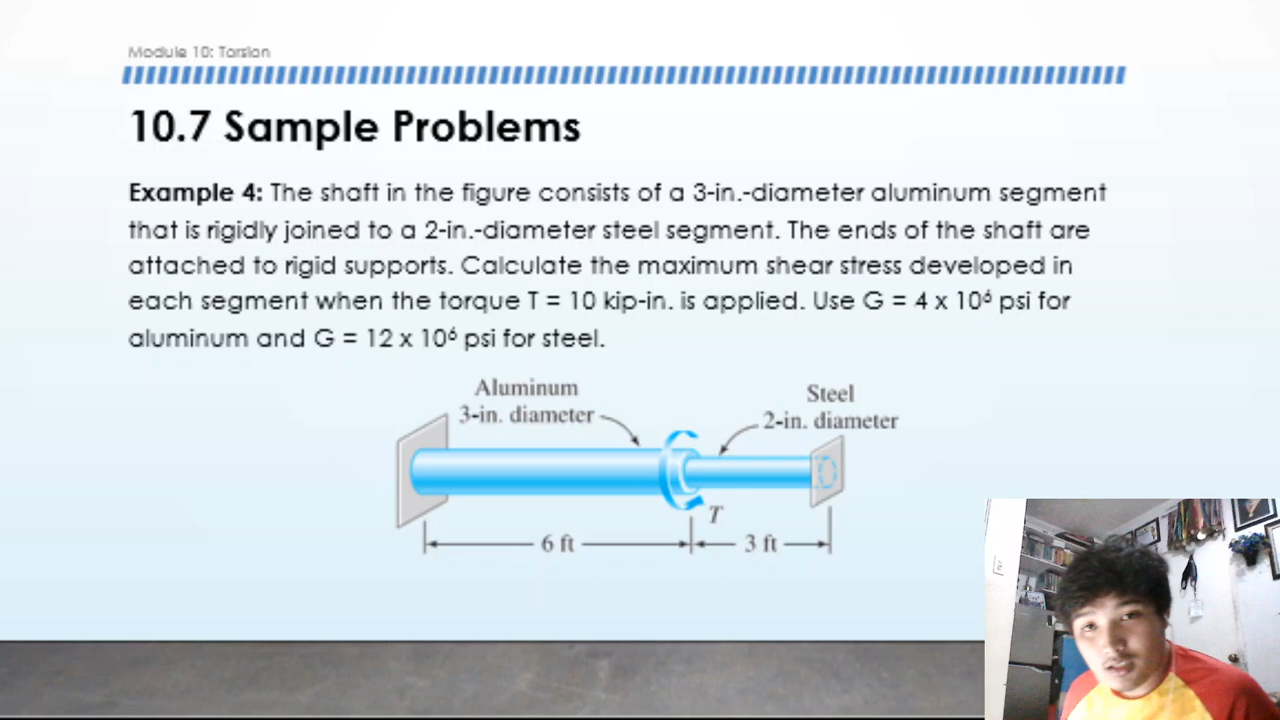 Module 10: Torsion
10.7 Sample Problems
Example 4: The shaft in the figure consists of a 3-in.-diameter aluminum segment
that is rigidly joined to a 2-in.-diameter steel segment. The ends of the shaft are
attached to rigid supports. Calculate the maximum shear stress developed in
each segment when the torque T = 10 kip-in. is applied. Use G = 4 x 10⁶ psi for
aluminum and G = 12 x 10⁶ psi for steel.
Aluminum
3-in. diameter
Steel
2-in. diameter
T
6 ft
3 ft